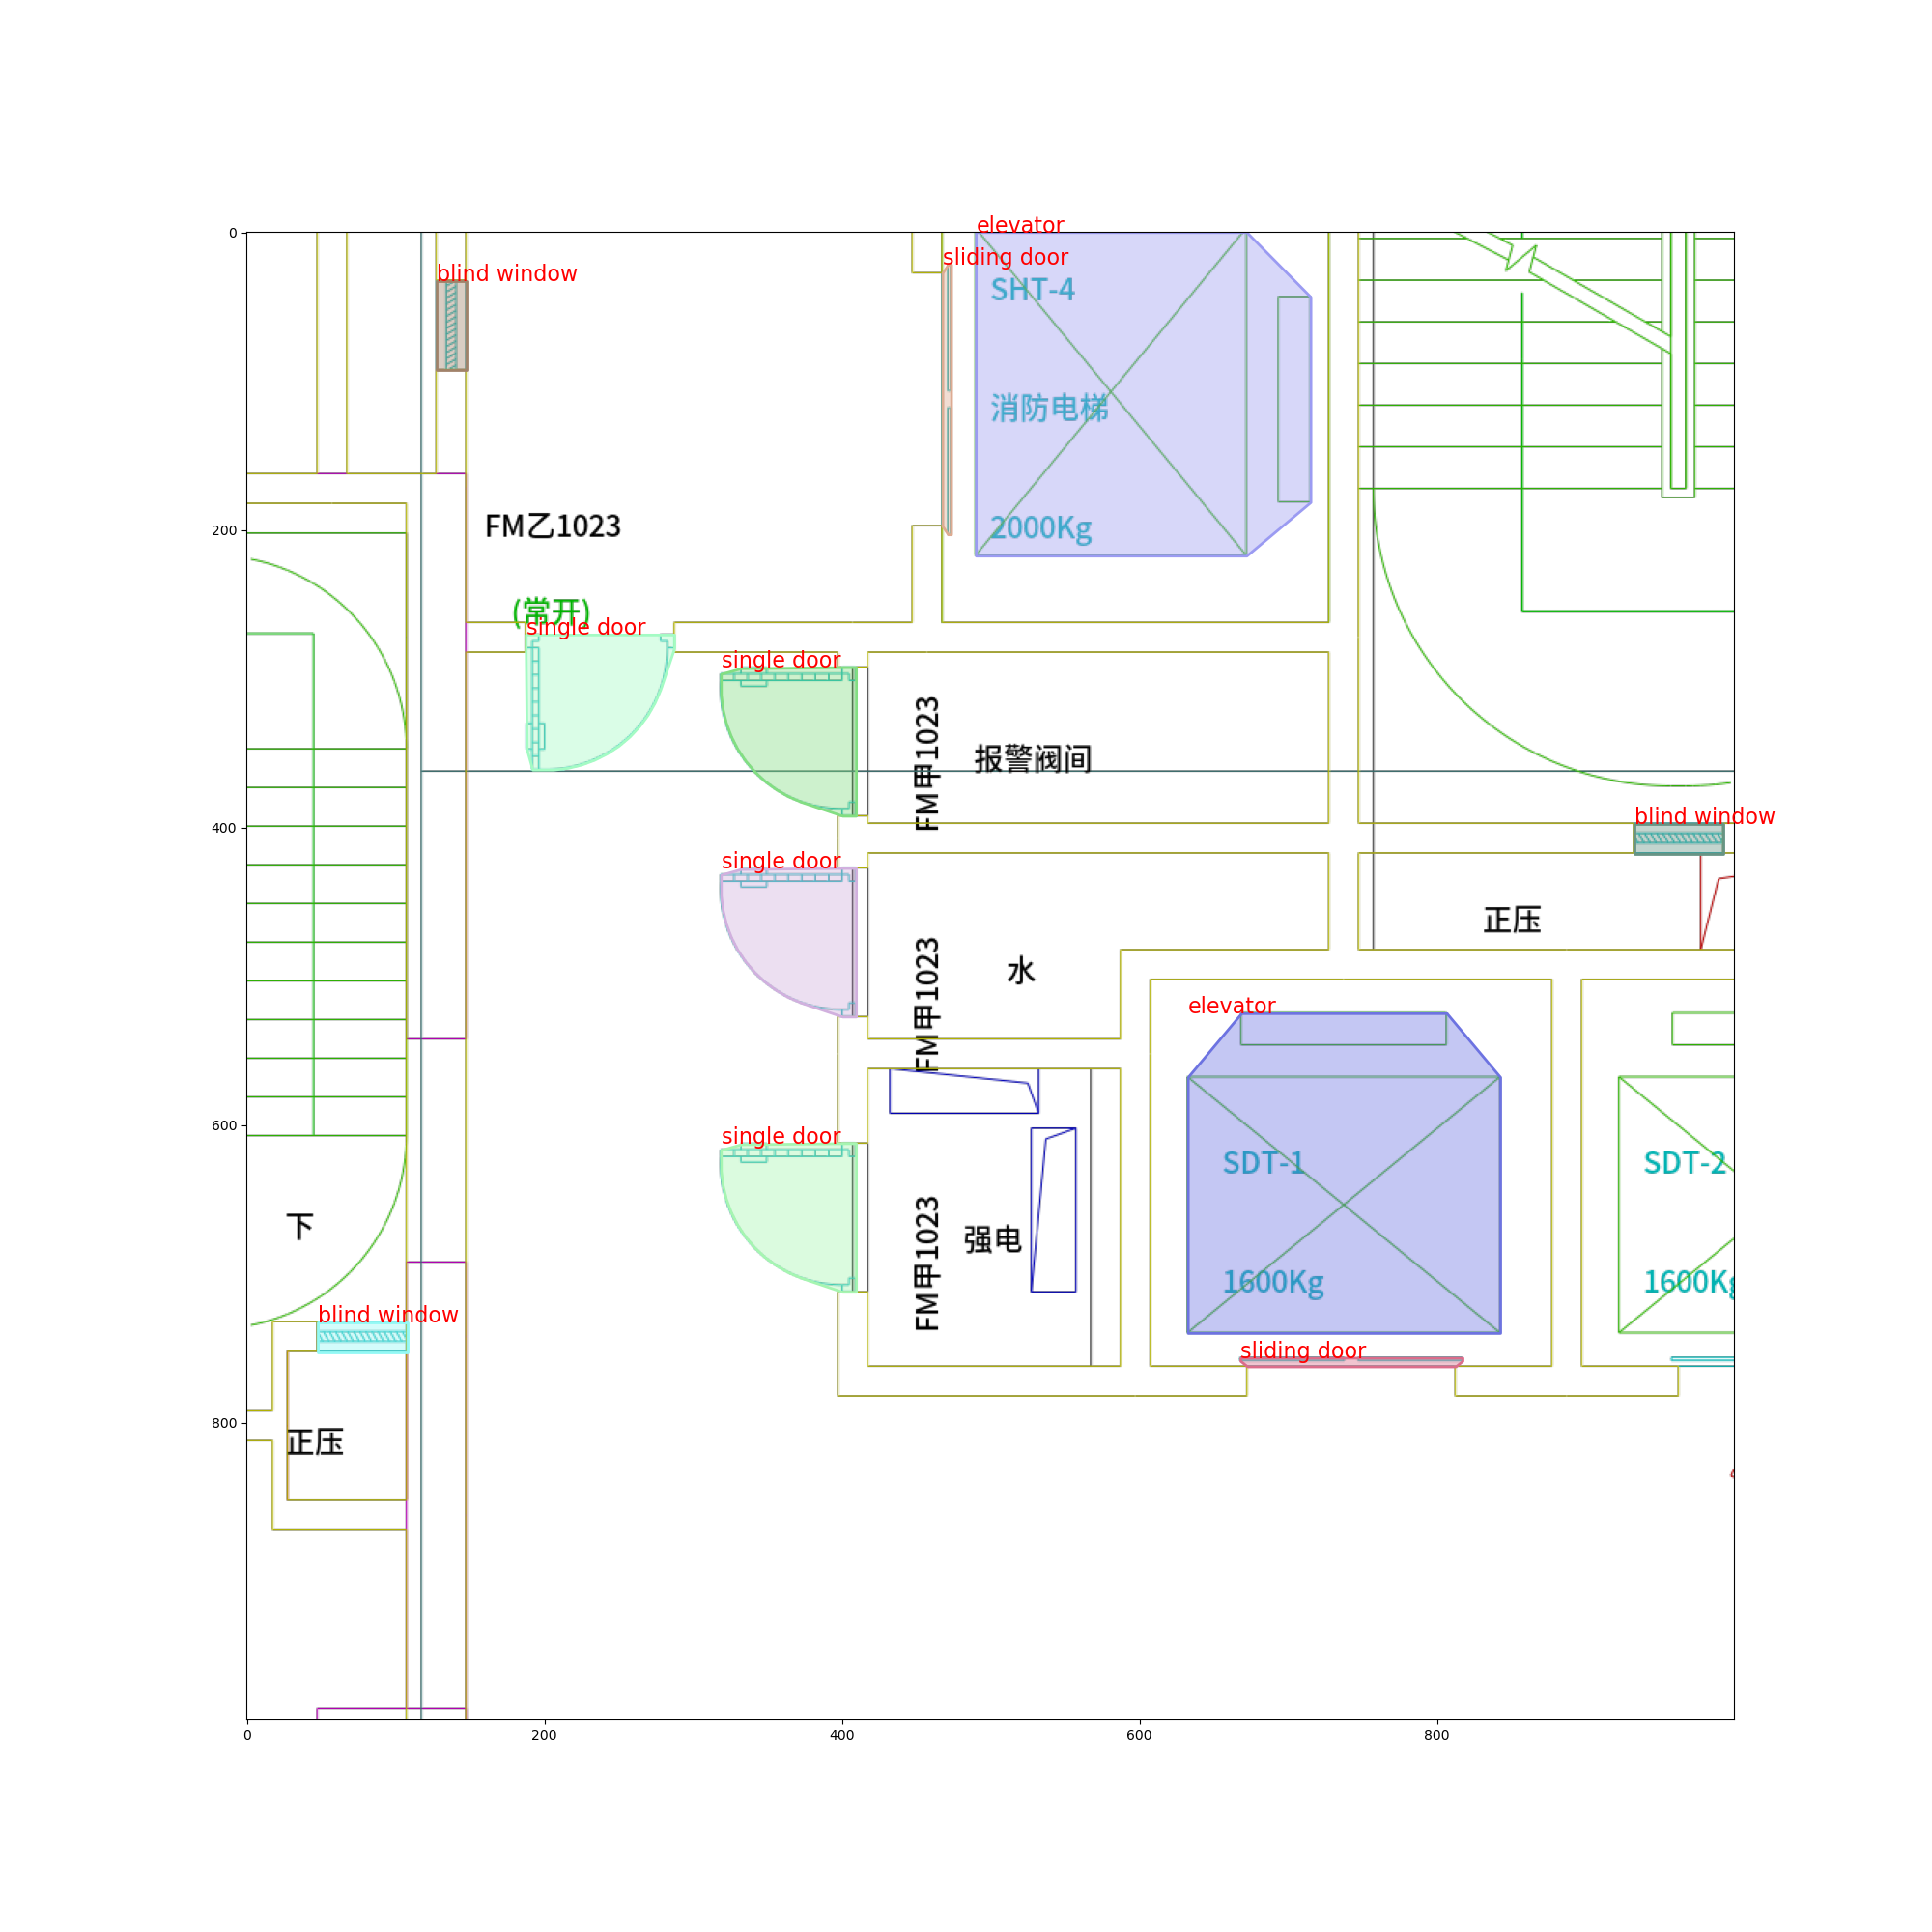 elevator
0
sliding door
blind window
SHT-4
消防电梯
2000Kg
200
FM乙1023
(常开)
single door
single door
FM甲1023
报警阀间
400
blind window
single door
正压
FM甲1023
水
elevator
600
single door
SDT-1
SDT-2
下
FM甲1023
强电
1600Kg
1600Kg
blind window
sliding door
800
正压
0
200
400
600
800